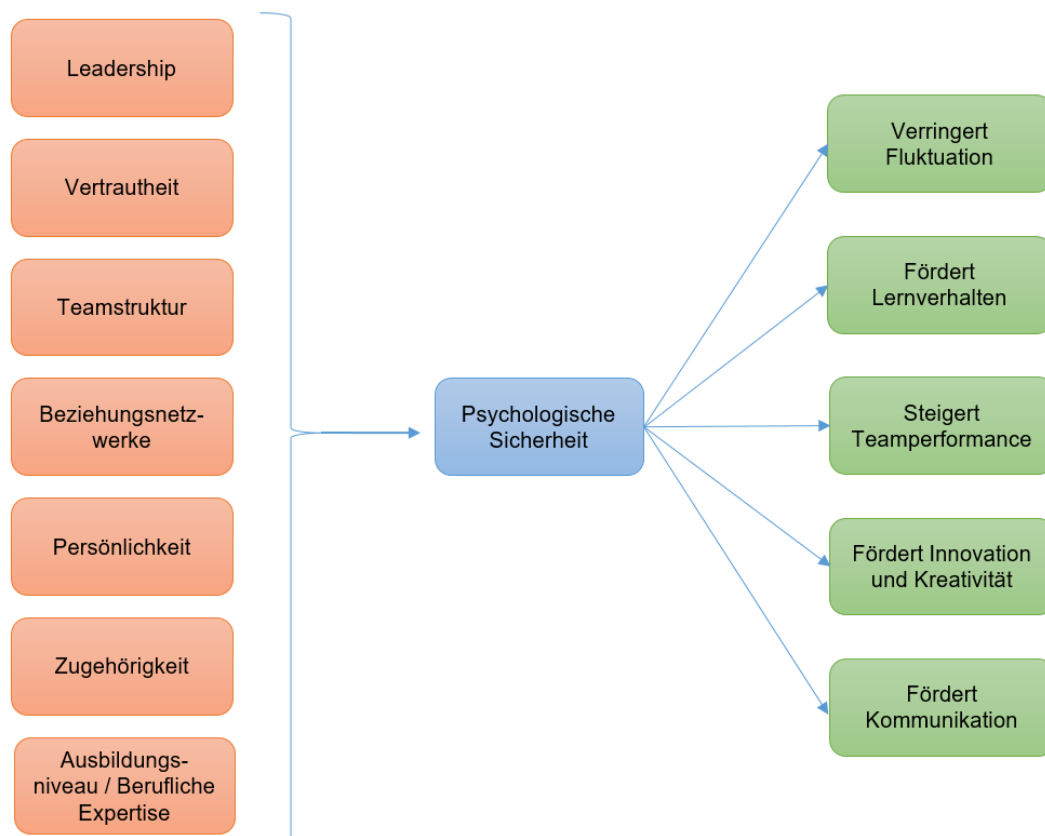 Leadership
Vertrautheit
Teamstruktur
Beziehungsnetz-
werke
Persönlichkeit
Zugehörigkeit
Ausbildungs-
niveau / Berufliche
Expertise
Psychologische
Sicherheit
Verringert
Fluktuation
Fördert
Lernverhalten
Steigert
Teamperformance
Fördert Innovation
und Kreativität
Fördert
Kommunikation